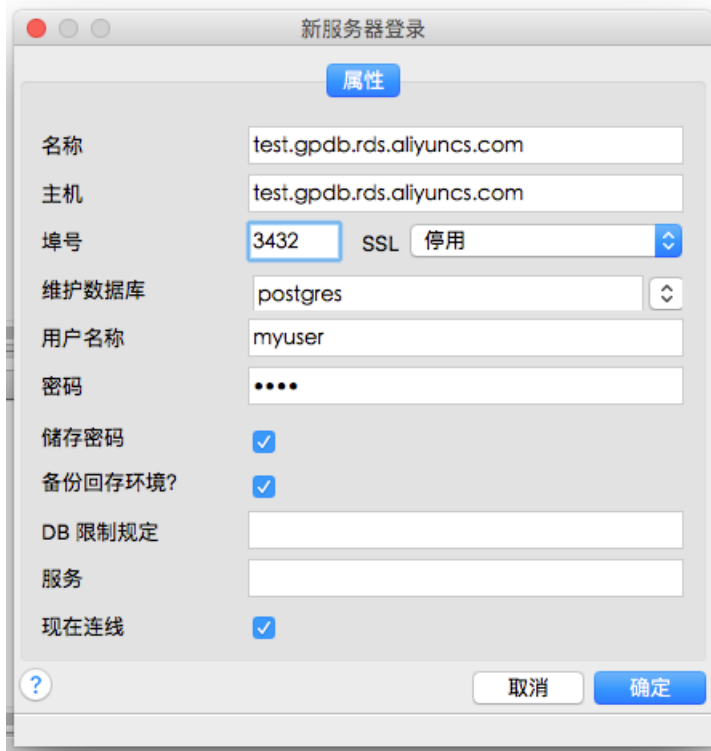 新服务器登录
属性
名称 test.gpdb.rds.aliyuncs.com
主机 test.gpdb.rds.aliyuncs.com
埠号 3432 SSL 停用
维护数据库 postgres
用户名称 myuser
密码 ••••
储存密码
备份回存环境?
DB 限制规定
服务
现在连线
? 取消 确定